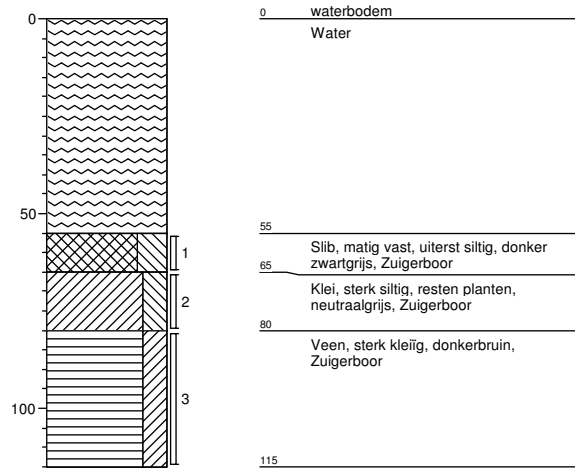 0
50
100
1
2
3
0 waterbodem
Water
55
Slib, matig vast, uiterst siltig, donker
zwartgrijs, Zuigerboor
65
Klei, sterk siltig, resten planten,
neutraalgrijs, Zuigerboor
80
Veen, sterk kleiïg, donkerbruin,
Zuigerboor
115